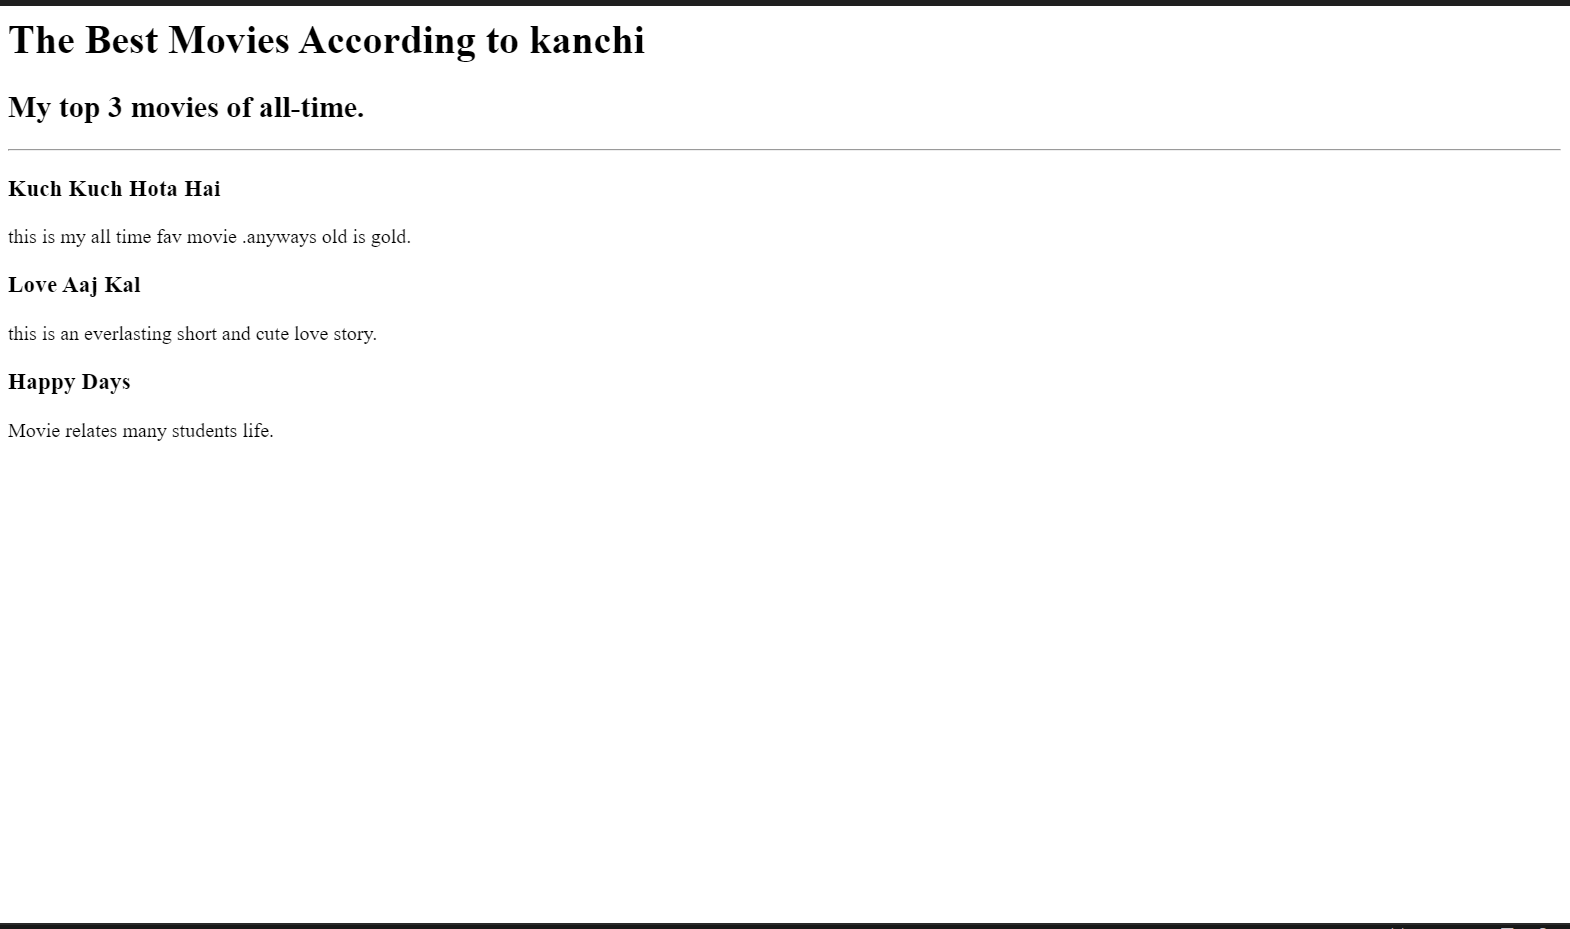 The Best Movies According to kanchi
My top 3 movies of all-time.
Kuch Kuch Hota Hai
this is my all time fav movie .anyways old is gold.
Love Aaj Kal
this is an everlasting short and cute love story.
Happy Days
Movie relates many students life.